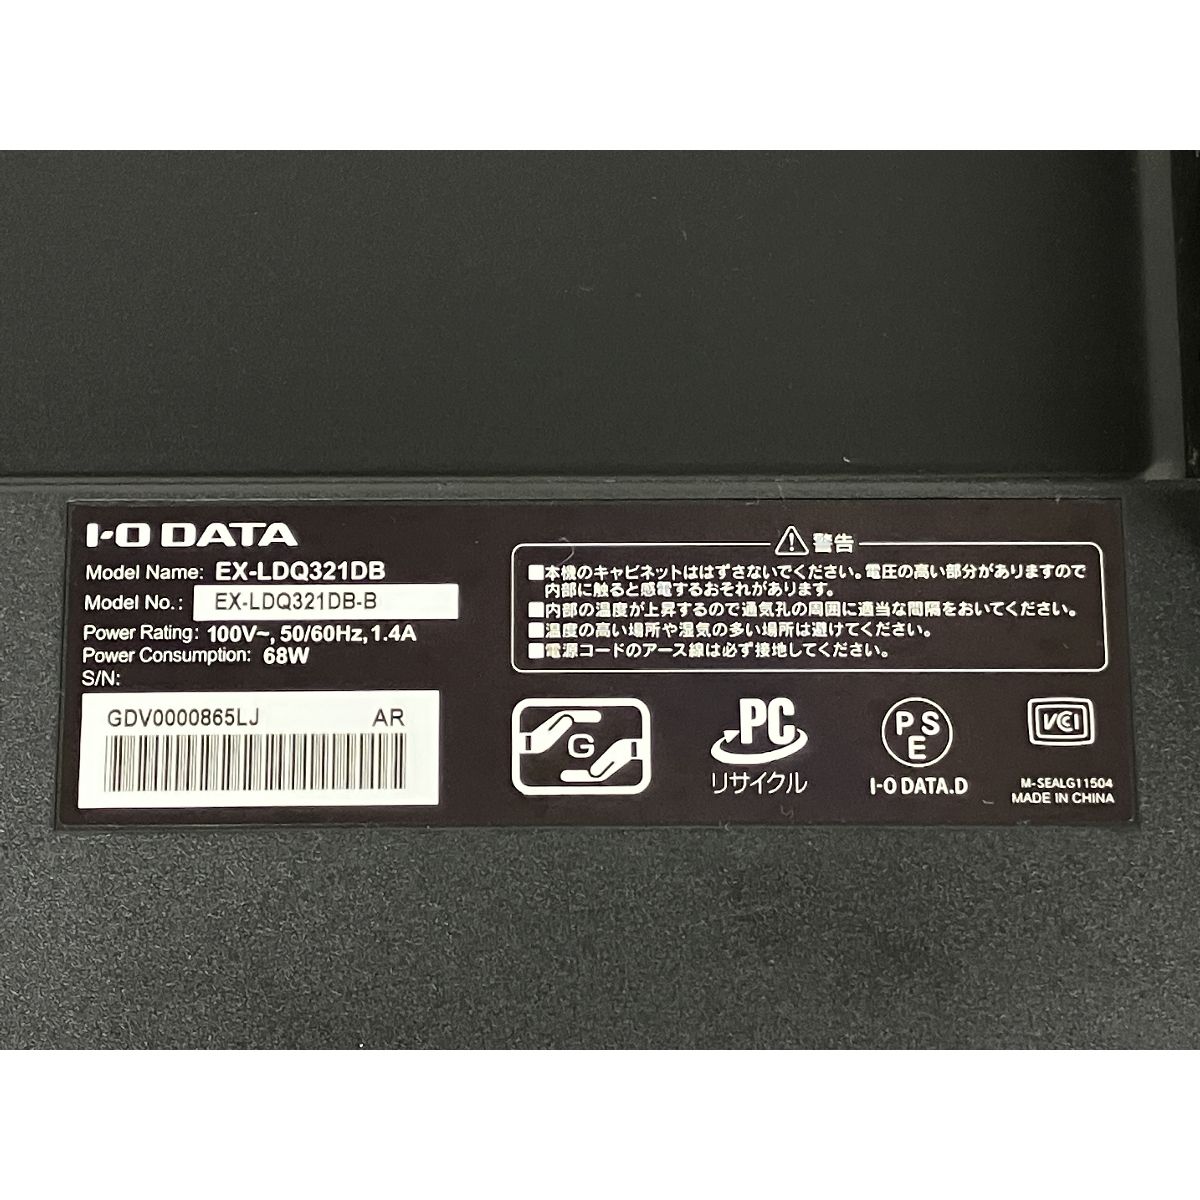 I-O DATA
Model Name: EX-LDQ321DB
Model No.: EX-LDQ321DB-B
Power Rating: 100V~, 50/60Hz, 1.4A
Power Consumption: 68W
S/N:
GDV0000865LJ AR
警告
■本機のキャビネットははずさないでください。電圧の高い部分がありますので
内部に触ると感電するおそれがあります。
■内部の温度が上昇するので通気孔の周囲に適当な間隔をおいてください。
■温度の高い場所や湿気の多い場所は避けてください。
■電源コードのアース線は必ず接地してください。
G
PC
リサイクル
PS
E
I-O DATA.D
VCI
M-SEALG11504
MADE IN CHINA